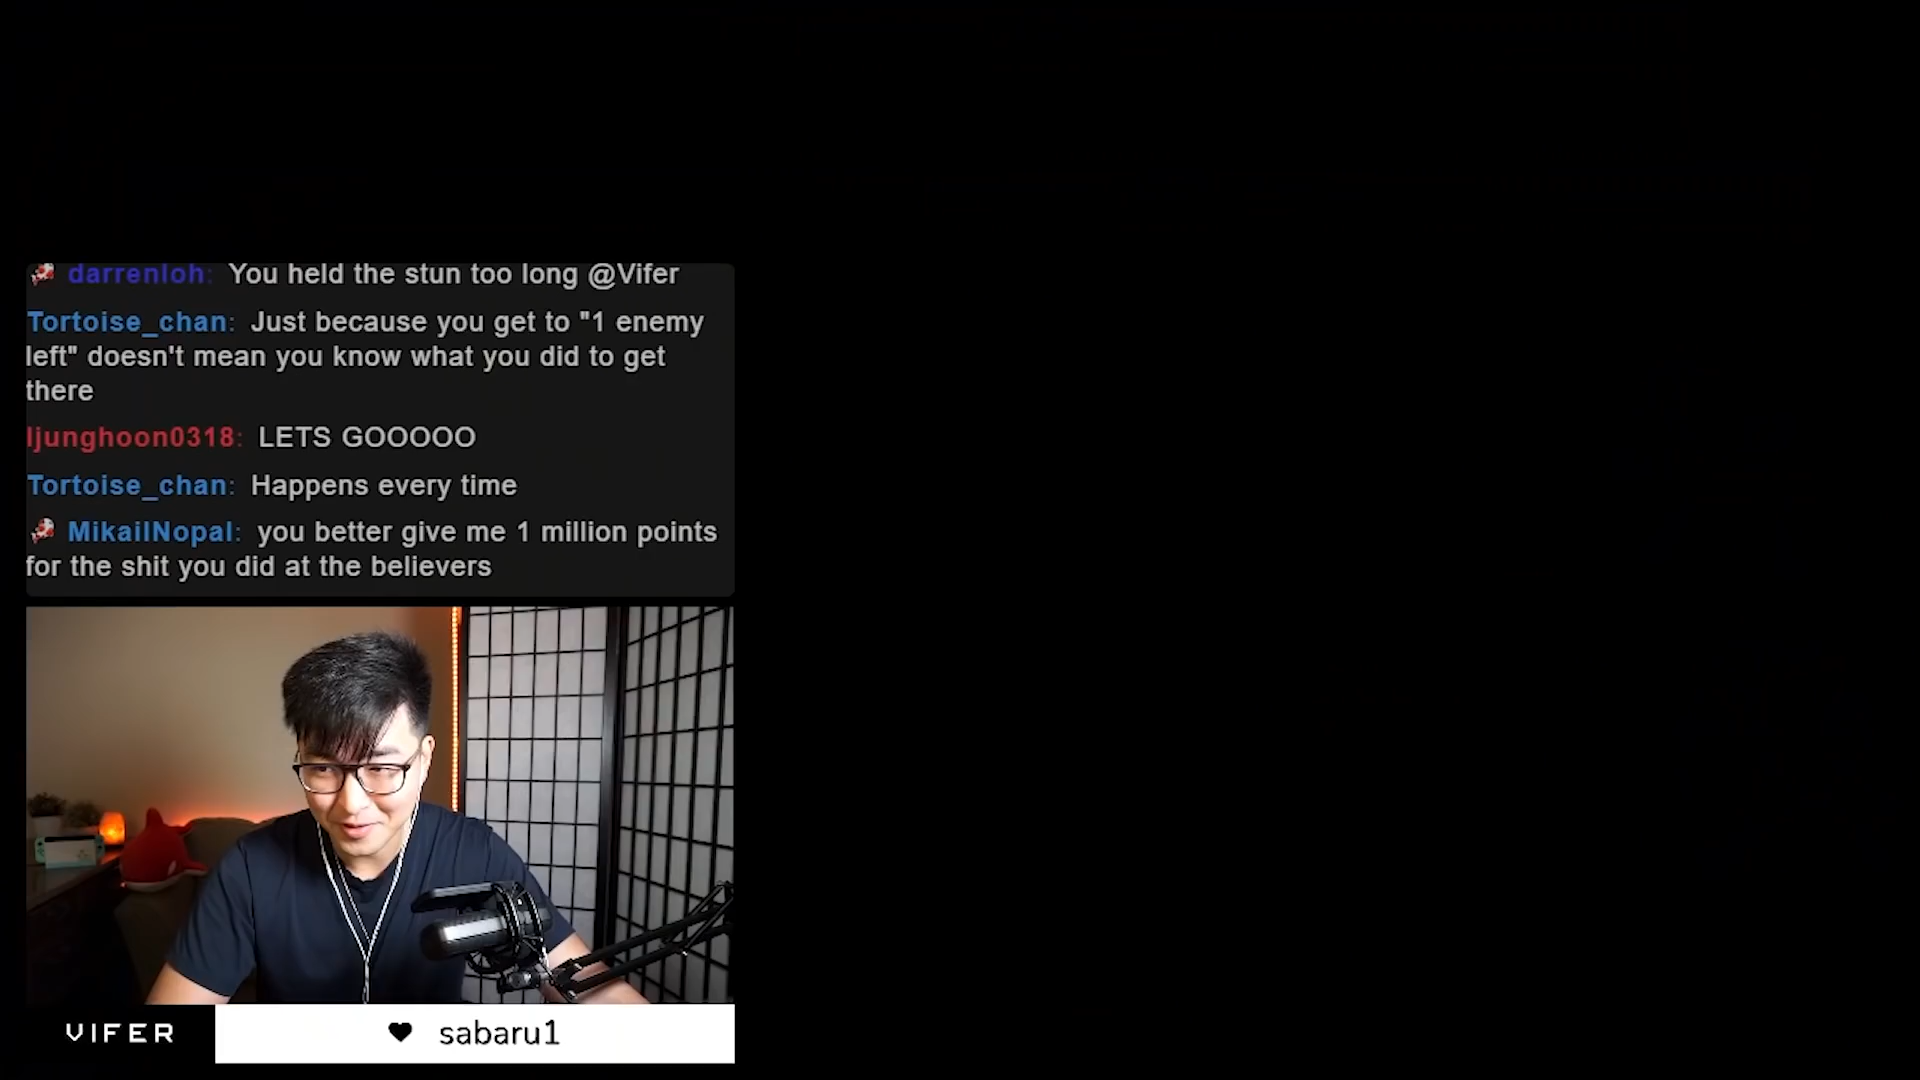 darrenloh: You held the stun too long @Vifer
Tortoise_chan: Just because you get to "1 enemy
left" doesn't mean you know what you did to get
there
ljunghoon0318: LETS GOOOOO
Tortoise_chan: Happens every time
MikailNopal: you better give me 1 million points
for the shit you did at the believers
VIFER
sabaru1